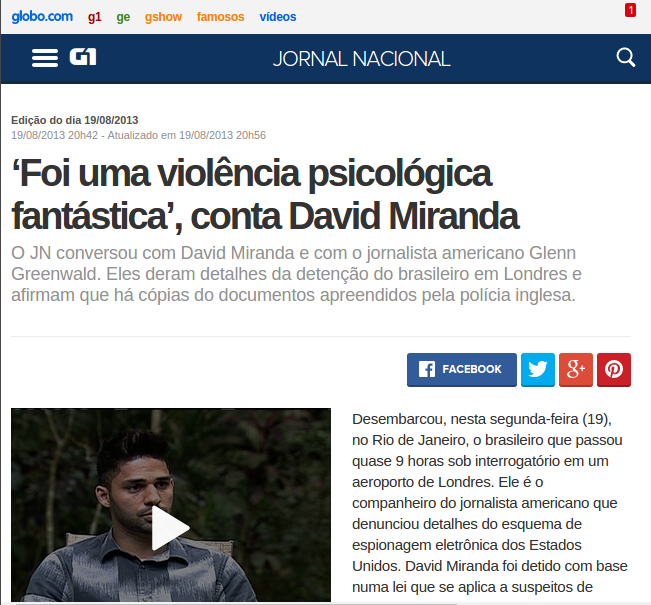 globo.com g1 ge gshow famosos vídeos 1
G1 JORNAL NACIONAL
Edição do dia 19/08/2013
19/08/2013 20h42 - Atualizado em 19/08/2013 20h56
‘Foi uma violência psicológica
fantástica’, conta David Miranda
O JN conversou com David Miranda e com o jornalista americano Glenn
Greenwald. Eles deram detalhes da detenção do brasileiro em Londres e
afirmam que há cópias do documentos apreendidos pela polícia inglesa.
FACEBOOK g+
Desembarcou, nesta segunda-feira (19),
no Rio de Janeiro, o brasileiro que passou
quase 9 horas sob interrogatório em um
aeroporto de Londres. Ele é o
companheiro do jornalista americano que
denunciou detalhes do esquema de
espionagem eletrônica dos Estados
Unidos. David Miranda foi detido com base
numa lei que se aplica a suspeitos de